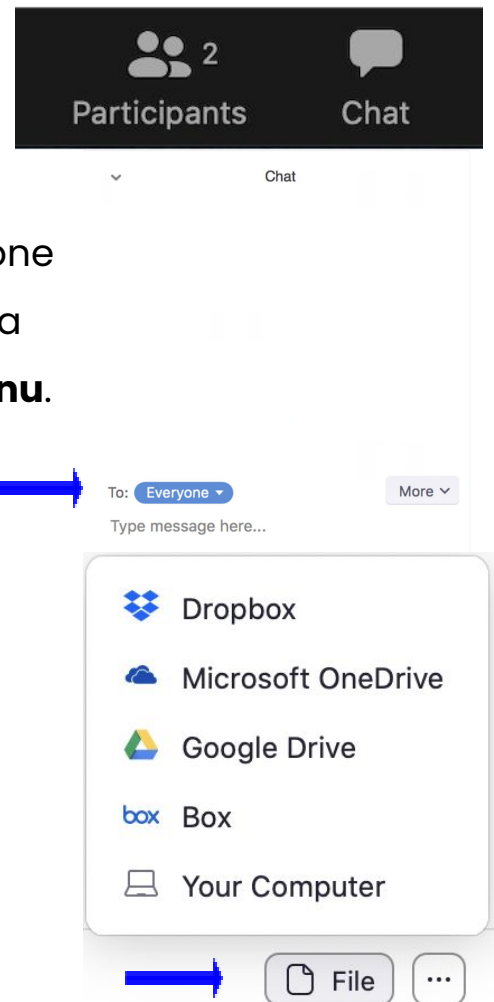 2
Participants Chat
Chat
one
a
nu.
To: Everyone
More
Type message here...
Dropbox
Microsoft OneDrive
Google Drive
box Box
Your Computer
File
...